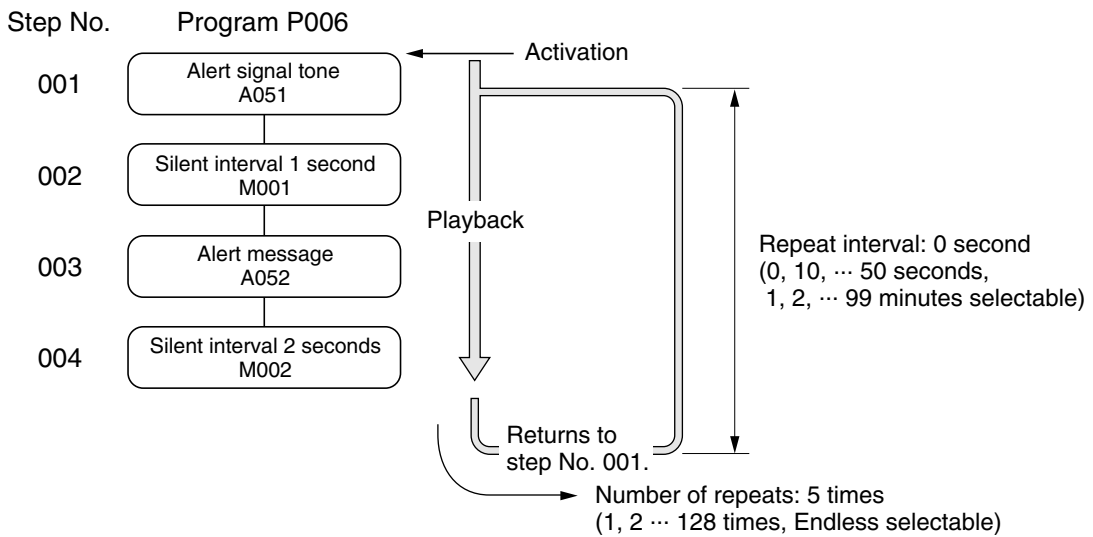 Step No.
Program P006
Activation
001
Alert signal tone
A051
002
Silent interval 1 second
M001
Playback
003
Alert message
A052
Repeat interval: 0 second
(0, 10, ··· 50 seconds,
1, 2, ··· 99 minutes selectable)
004
Silent interval 2 seconds
M002
Returns to
step No. 001.
Number of repeats: 5 times
(1, 2 ··· 128 times, Endless selectable)